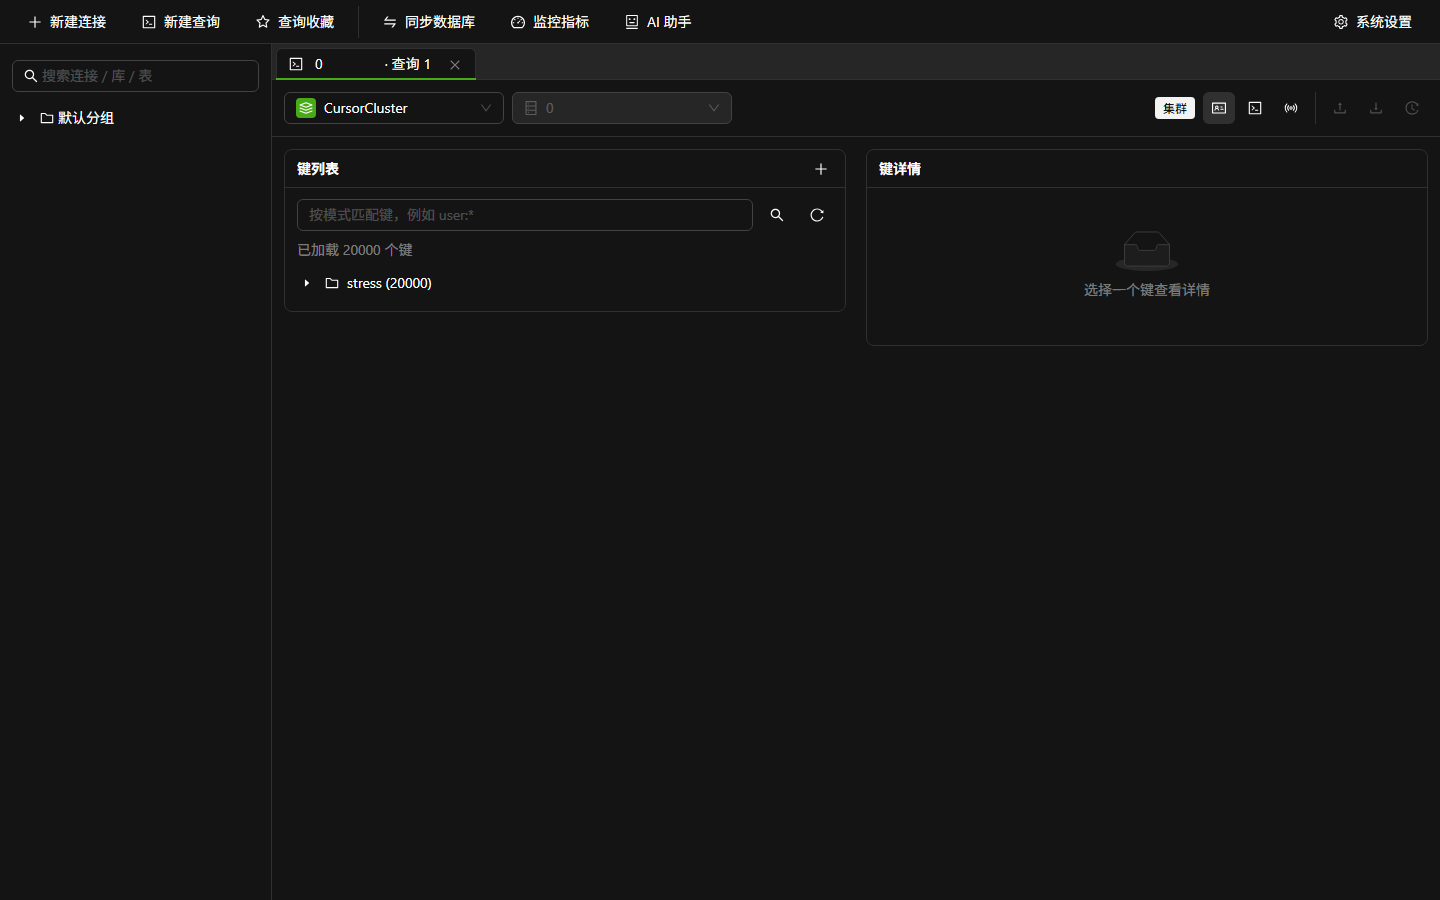 新建连接 新建查询 查询收藏 同步数据库 监控指标 AI 助手 系统设置
搜索连接 / 库 / 表
默认分组
0 · 查询 1
CursorCluster 0 集群
键列表
按模式匹配键，例如 user:*
已加载 20000 个键
stress (20000)
键详情
选择一个键查看详情